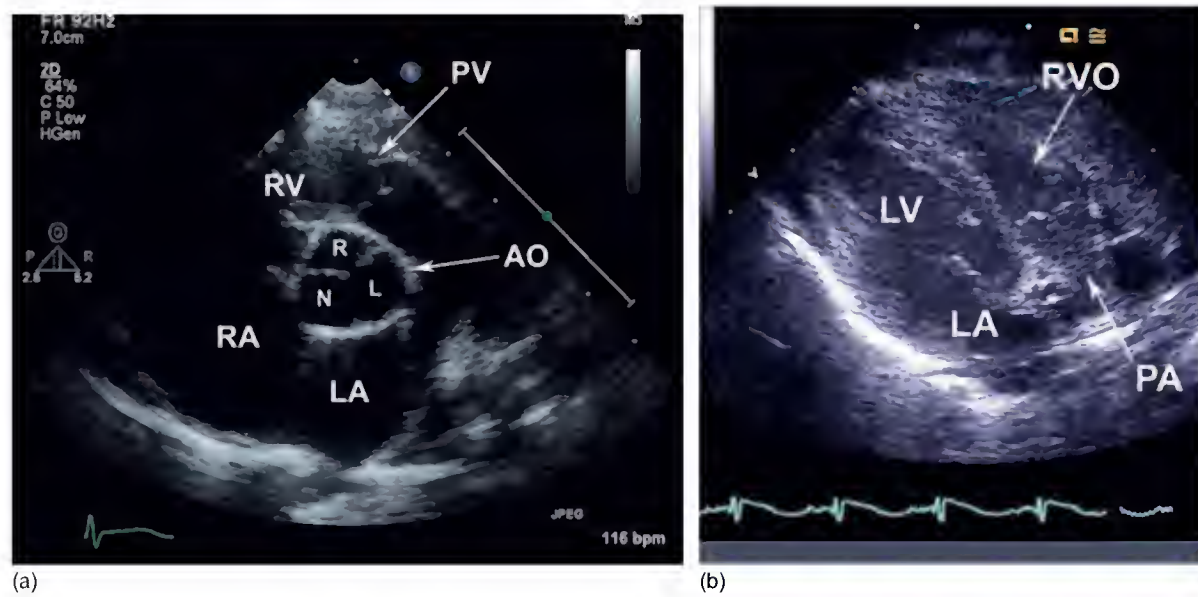 FR 92Hz
7.0cm
2D
64%
C 50
P Low
HGen
M3
PV
RV
R
AO
N
L
RA
LA
P
R
JPEG
116 bpm
(a)
RVO
LV
LA
PA
(b)